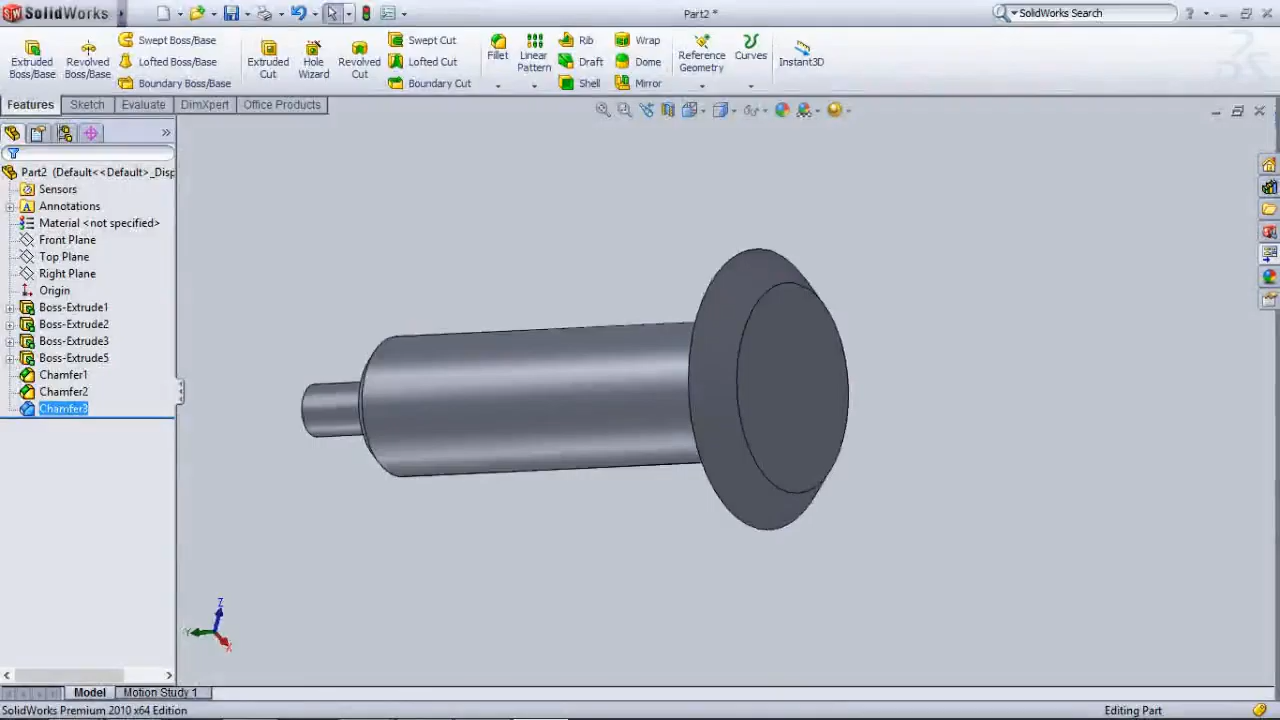 SolidWorks
Part2 *
SolidWorks Search
Extruded Boss/Base
Revolved Boss/Base
Swept Boss/Base
Lofted Boss/Base
Boundary Boss/Base
Extruded Cut
Hole Wizard
Revolved Cut
Swept Cut
Lofted Cut
Boundary Cut
Fillet
Linear Pattern
Rib
Draft
Shell
Wrap
Dome
Mirror
Reference Geometry
Curves
Instant3D
Features Sketch Evaluate DimXpert Office Products
Part2 (Default<<Default>_Disp
Sensors
Annotations
Material <not specified>
Front Plane
Top Plane
Right Plane
Origin
Boss-Extrude1
Boss-Extrude2
Boss-Extrude3
Boss-Extrude5
Chamfer1
Chamfer2
Chamfer3
Z
Y
X
Model Motion Study 1
SolidWorks Premium 2010 x64 Edition
Editing Part